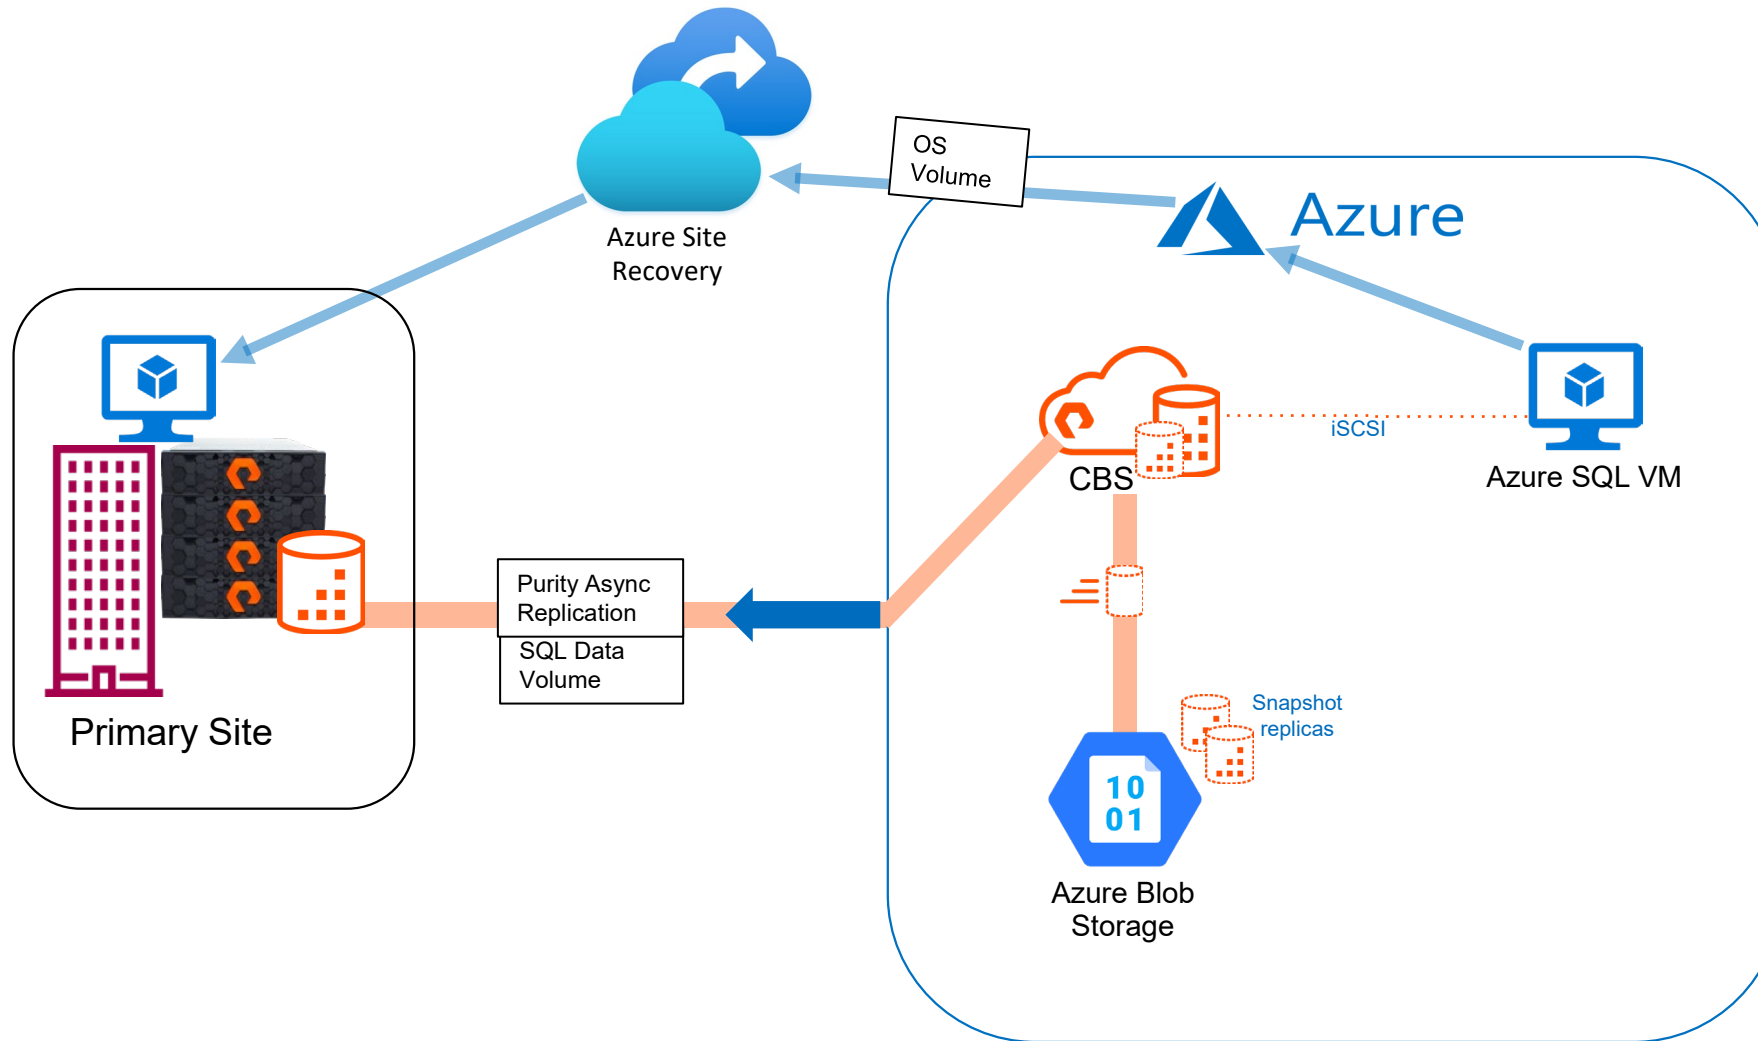 OS
Volume
Azure
Azure Site
Recovery
iSCSI
CBS
Azure SQL VM
Purity Async
Replication
SQL Data
Volume
Primary Site
Snapshot
replicas
10
01
Azure Blob
Storage